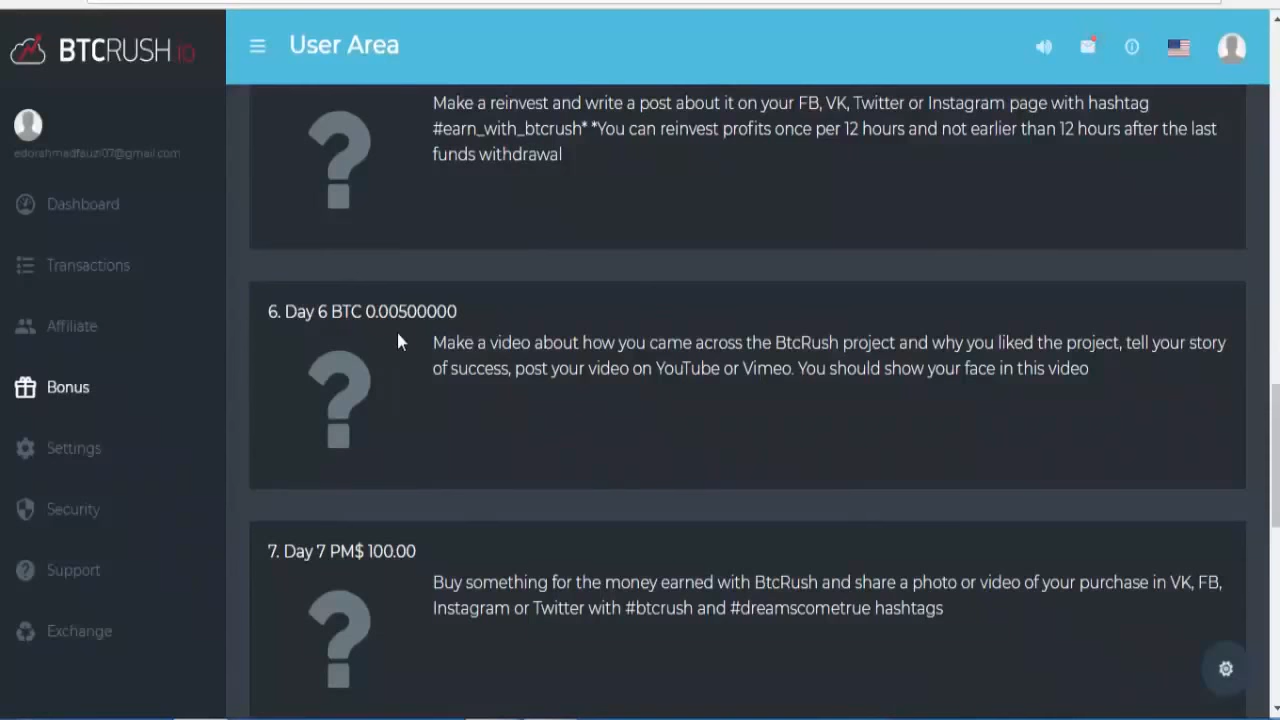 BTCRUSH.IO
User Area
edorahmadfauzi07@gmail.com
Dashboard
Transactions
Affiliate
Bonus
Settings
Security
Support
Exchange
Make a reinvest and write a post about it on your FB, VK, Twitter or Instagram page with hashtag
#earn_with_btcrush* *You can reinvest profits once per 12 hours and not earlier than 12 hours after the last
funds withdrawal
6. Day 6 BTC 0.00500000
Make a video about how you came across the BtcRush project and why you liked the project, tell your story
of success, post your video on YouTube or Vimeo. You should show your face in this video
7. Day 7 PM$ 100.00
Buy something for the money earned with BtcRush and share a photo or video of your purchase in VK, FB,
Instagram or Twitter with #btcrush and #dreamscometrue hashtags